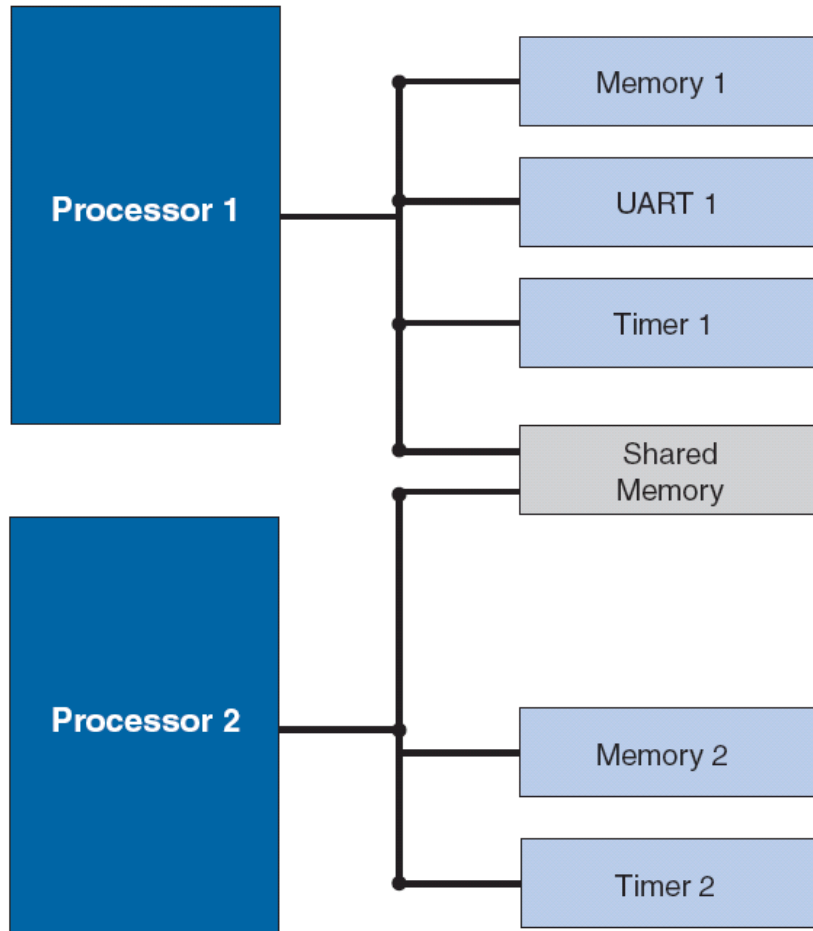 Processor 1
Memory 1
UART 1
Timer 1
Shared
Memory
Processor 2
Memory 2
Timer 2